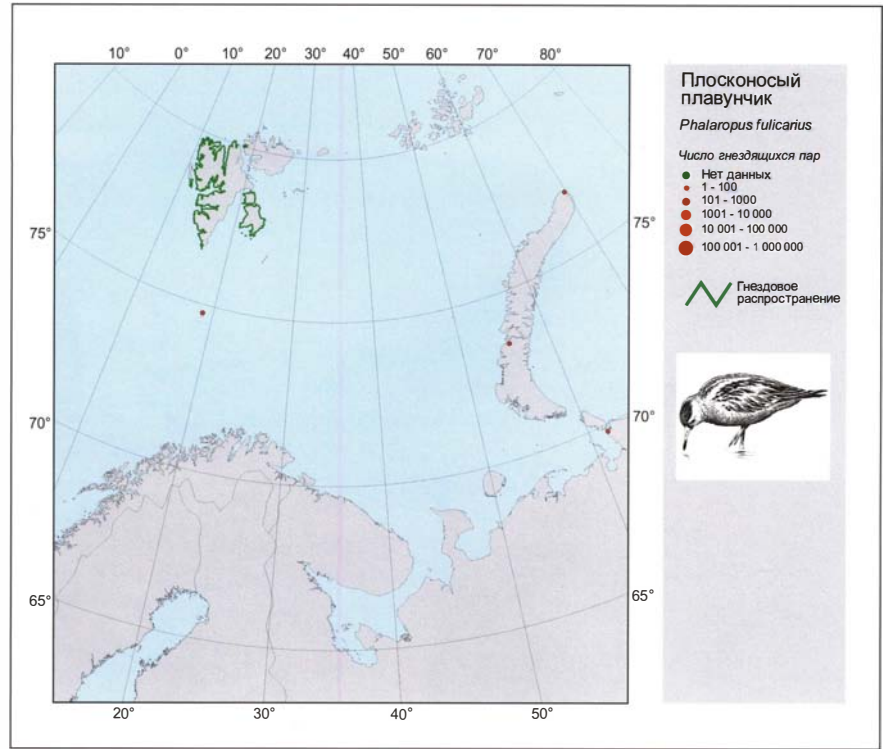 10° 0° 10° 20° 30° 40° 50° 60° 70° 80°
75° 75°
70° 70°
65° 65°
20° 30° 40° 50°
Плосконосый
плавунчик
Phalaropus fulicarius
Число гнездящихся пар
Нет данных
1 - 100
101 - 1000
1001 - 10 000
10 001 - 100 000
100 001 - 1 000 000
Гнездовое
распространение